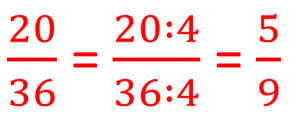 20/36 = 20:4/36:4 = 5/9